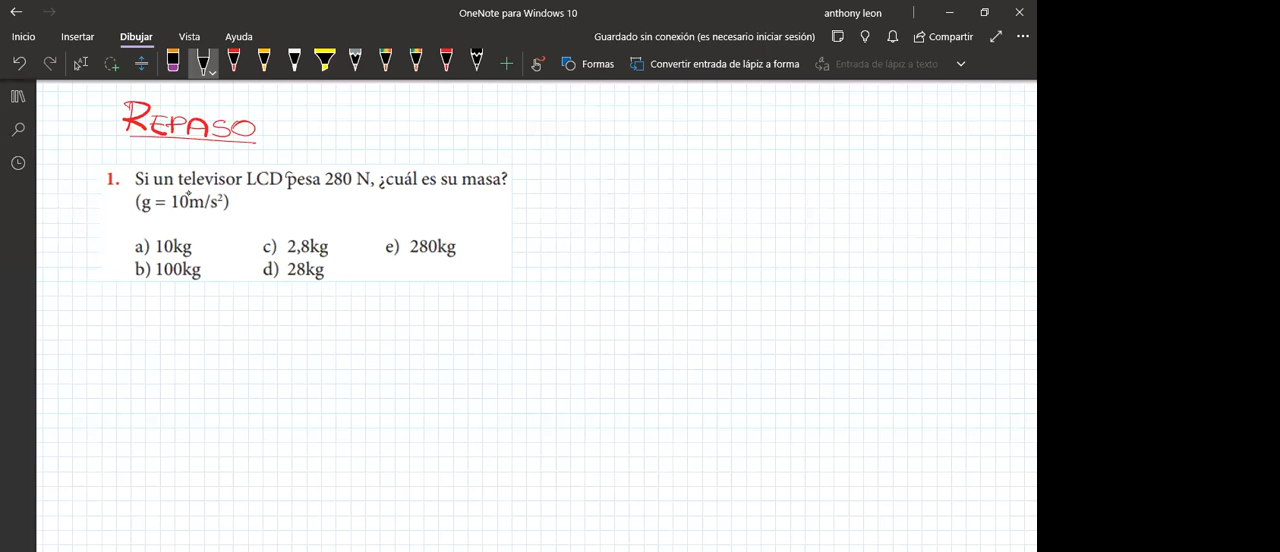 OneNote para Windows 10
anthony leon
Inicio Insertar Dibujar Vista Ayuda
Guardado sin conexión (es necesario iniciar sesión)
Compartir
Formas
Convertir entrada de lápiz a forma
Entrada de lápiz a texto
REPASO
1. Si un televisor LCD pesa 280 N, ¿cuál es su masa?
(g = 10m/s²)
a) 10kg c) 2,8kg e) 280kg
b) 100kg d) 28kg